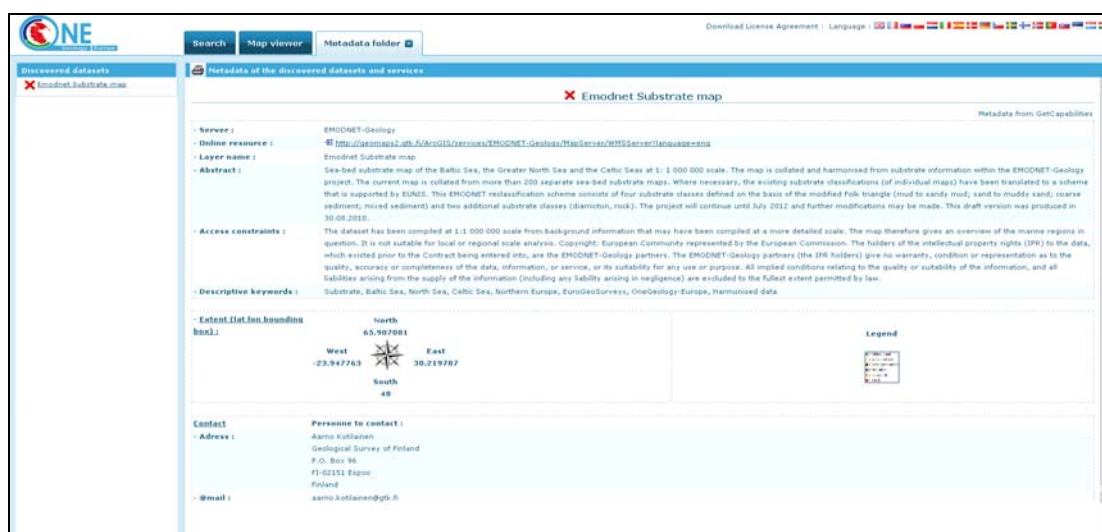 ONE
Geology Europe
Download License Agreement : Language :
Search
Map viewer
Metadata folder
Discovered datasets
Emodnet Substrate map
Metadata of the discovered datasets and services
Emodnet Substrate map
Metadata from GetCapabilities
- Server : EMODNET-Geology
- Online resource : http://geomaps2.gtk.fi/ArcGIS/services/EMODNET-Geology/MapServer/WMSServer?language=eng
- Layer name : Emodnet Substrate map
- Abstract : Sea-bed substrate map of the Baltic Sea, the Greater North Sea and the Celtic Seas at 1: 1 000 000 scale. The map is collated and harmonised from substrate information within the EMODNET-Geology
project. The current map is collated from more than 200 separate sea-bed substrate maps. Where necessary, the existing substrate classifications (of individual maps) have been translated to a scheme
that is supported by EUNIS. This EMODNET reclassification scheme consists of four substrate classes defined on the basis of the modified Folk triangle (mud to sandy mud; sand to muddy sand; coarse
sediment; mixed sediment) and two additional substrate classes (diamicton, rock). The project will continue until July 2012 and further modifications may be made. This draft version was produced in
30.08.2010.
- Access constraints : The dataset has been compiled at 1:1 000 000 scale from background information that may have been compiled at a more detailed scale. The map therefore gives an overview of the marine regions in
question. It is not suitable for local or regional scale analysis. Copyright: European Community represented by the European Commission. The holders of the intellectual property rights (IPR) to the data,
which existed prior to the Contract being entered into, are the EMODNET-Geology partners. The EMODNET-Geology partners (the IPR holders) give no warranty, condition or representation as to the
quality, accuracy or completeness of the data, information, or service, or its suitability for any use or purpose. All implied conditions relating to the quality or suitability of the information, and all
liabilities arising from the supply of the information (including any liability arising in negligence) are excluded to the fullest extent permitted by law.
- Descriptive keywords : Substrate, Baltic Sea, North Sea, Celtic Sea, Northern Europe, EuroGeoSurveys, OneGeology-Europe, Harmonised data
- Extent (lat lon bounding
box) :
North
65.907081
West
-23.947763
East
30.219787
South
48
Legend
Contact
Personne to contact :
- Adress : Aarno Kotilainen
Geological Survey of Finland
P.O. Box 96
FI-02151 Espoo
Finland
- @mail : aarno.kotilainen@gtk.fi